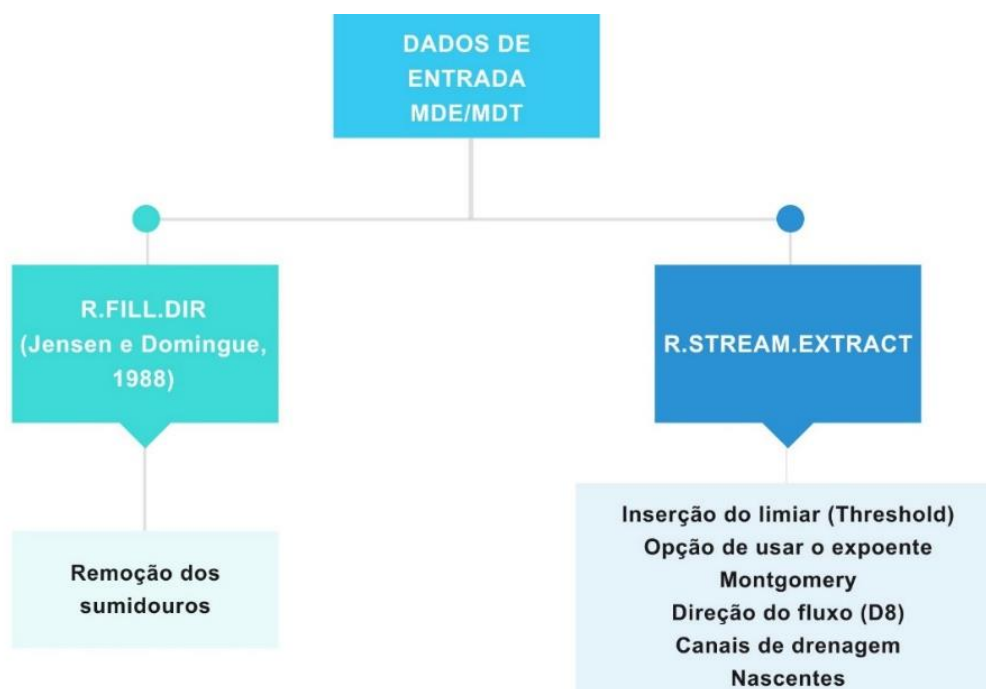 DADOS DE
ENTRADA
MDE/MDT
R.FILL.DIR
(Jensen e Domingue,
1988)
R.STREAM.EXTRACT
Remoção dos
sumidouros
Inserção do limiar (Threshold)
Opção de usar o expoente
Montgomery
Direção do fluxo (D8)
Canais de drenagem
Nascentes